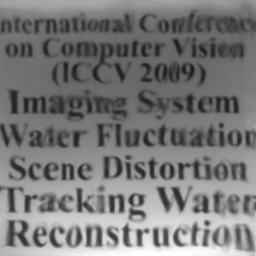 International Conference
on Computer Vision
(ICCV 2009)
Imaging System
Water Fluctuation
Scene Distortion
Tracking Water
Reconstruction